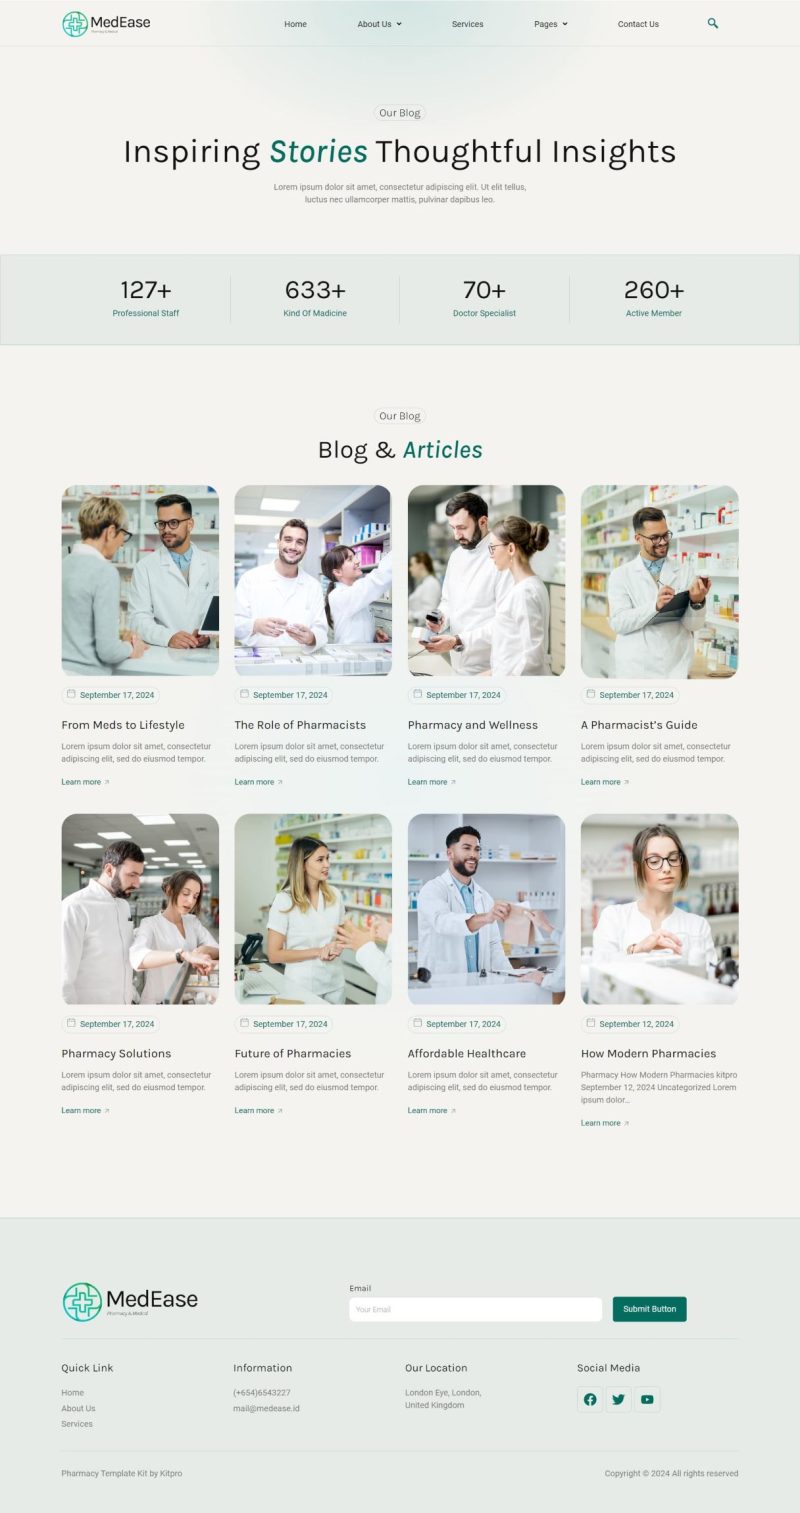 MedEase
Pharmacy & Medical
Home
About Us
Services
Pages
Contact Us
Our Blog
Inspiring Stories Thoughtful Insights
Lorem ipsum dolor sit amet, consectetur adipiscing elit. Ut elit tellus,
luctus nec ullamcorper mattis, pulvinar dapibus leo.
127+
Professional Staff
633+
Kind Of Madicine
70+
Doctor Specialist
260+
Active Member
Our Blog
Blog & Articles
September 17, 2024
From Meds to Lifestyle
Lorem ipsum dolor sit amet, consectetur
adipiscing elit, sed do eiusmod tempor.
Learn more
September 17, 2024
The Role of Pharmacists
Lorem ipsum dolor sit amet, consectetur
adipiscing elit, sed do eiusmod tempor.
Learn more
September 17, 2024
Pharmacy and Wellness
Lorem ipsum dolor sit amet, consectetur
adipiscing elit, sed do eiusmod tempor.
Learn more
September 17, 2024
A Pharmacist's Guide
Lorem ipsum dolor sit amet, consectetur
adipiscing elit, sed do eiusmod tempor.
Learn more
September 17, 2024
Pharmacy Solutions
Lorem ipsum dolor sit amet, consectetur
adipiscing elit, sed do eiusmod tempor.
Learn more
September 17, 2024
Future of Pharmacies
Lorem ipsum dolor sit amet, consectetur
adipiscing elit, sed do eiusmod tempor.
Learn more
September 17, 2024
Affordable Healthcare
Lorem ipsum dolor sit amet, consectetur
adipiscing elit, sed do eiusmod tempor.
Learn more
September 12, 2024
How Modern Pharmacies
Pharmacy How Modern Pharmacies kitpro
September 12, 2024 Uncategorized Lorem
ipsum dolor…
Learn more
MedEase
Pharmacy & Medical
Email
Your Email
Submit Button
Quick Link
Home
About Us
Services
Information
(+654)6543227
mail@medease.id
Our Location
London Eye, London,
United Kingdom
Social Media
Pharmacy Template Kit by Kitpro
Copyright © 2024 All rights reserved